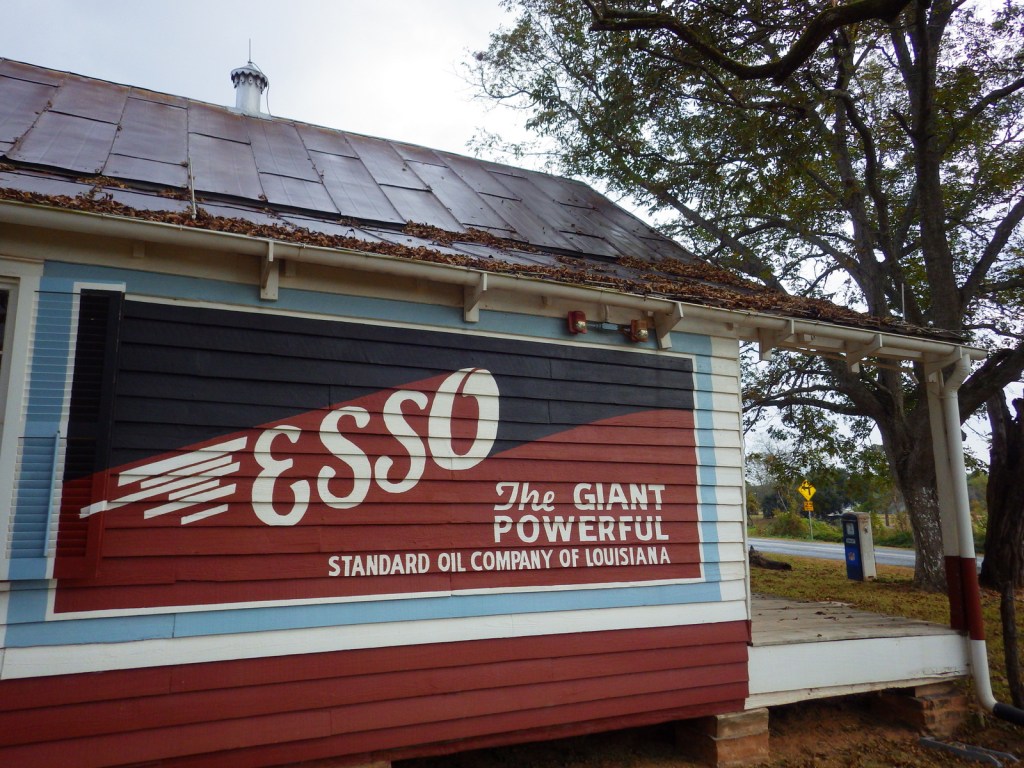 ESSO
The GIANT
POWERFUL
STANDARD OIL COMPANY OF LOUISIANA